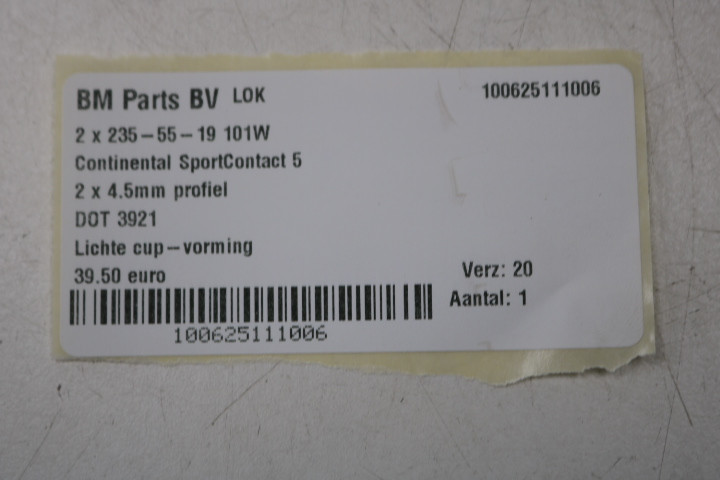 BM Parts BV LOK 100625111006
2 x 235-55-19 101W
Continental SportContact 5
2 x 4.5mm profiel
DOT 3921
Lichte cup-vorming
39.50 euro Verz: 20
Aantal: 1
100625111006